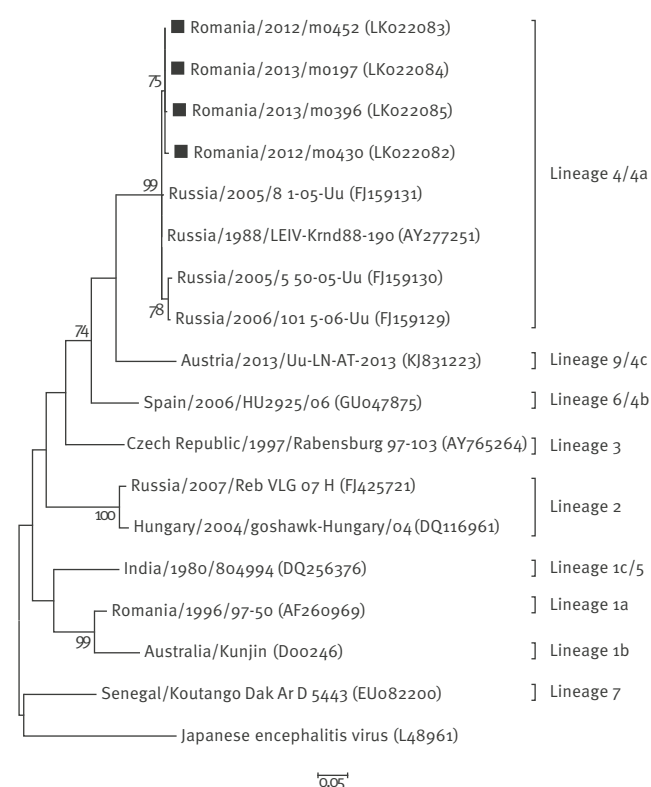 Romania/2012/m0452 (LK022083)
75
Romania/2013/m0197 (LK022084)
Romania/2013/m0396 (LK022085)
Romania/2012/m0430 (LK022082)
Lineage 4/4a
99
Russia/2005/8 1-05-Uu (FJ159131)
Russia/1988/LEIV-Krnd88-190 (AY277251)
Russia/2005/5 50-05-Uu (FJ159130)
78
Russia/2006/101 5-06-Uu (FJ159129)
74
Austria/2013/Uu-LN-AT-2013 (KJ831223)
Lineage 9/4c
Spain/2006/HU2925/06 (GU047875)
Lineage 6/4b
Czech Republic/1997/Rabensburg 97-103 (AY765264)
Lineage 3
Russia/2007/Reb VLG 07 H (FJ425721)
Lineage 2
100
Hungary/2004/goshawk-Hungary/04 (DQ116961)
India/1980/804994 (DQ256376)
Lineage 1c/5
Romania/1996/97-50 (AF260969)
Lineage 1a
99
Australia/Kunjin (D00246)
Lineage 1b
Senegal/Koutango Dak Ar D 5443 (EU082200)
Lineage 7
Japanese encephalitis virus (L48961)
0.05